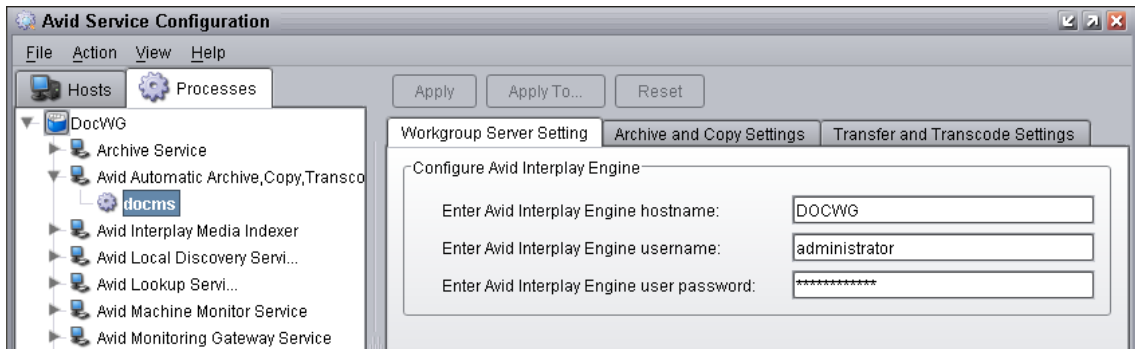 Avid Service Configuration
File Action View Help
Hosts Processes
DocWG
Archive Service
Avid Automatic Archive,Copy,Transco
docms
Avid Interplay Media Indexer
Avid Local Discovery Servi...
Avid Lookup Servi...
Avid Machine Monitor Service
Avid Monitoring Gateway Service
Apply Apply To... Reset
Workgroup Server Setting Archive and Copy Settings Transfer and Transcode Settings
Configure Avid Interplay Engine
Enter Avid Interplay Engine hostname: DOCWG
Enter Avid Interplay Engine username: administrator
Enter Avid Interplay Engine user password: ************